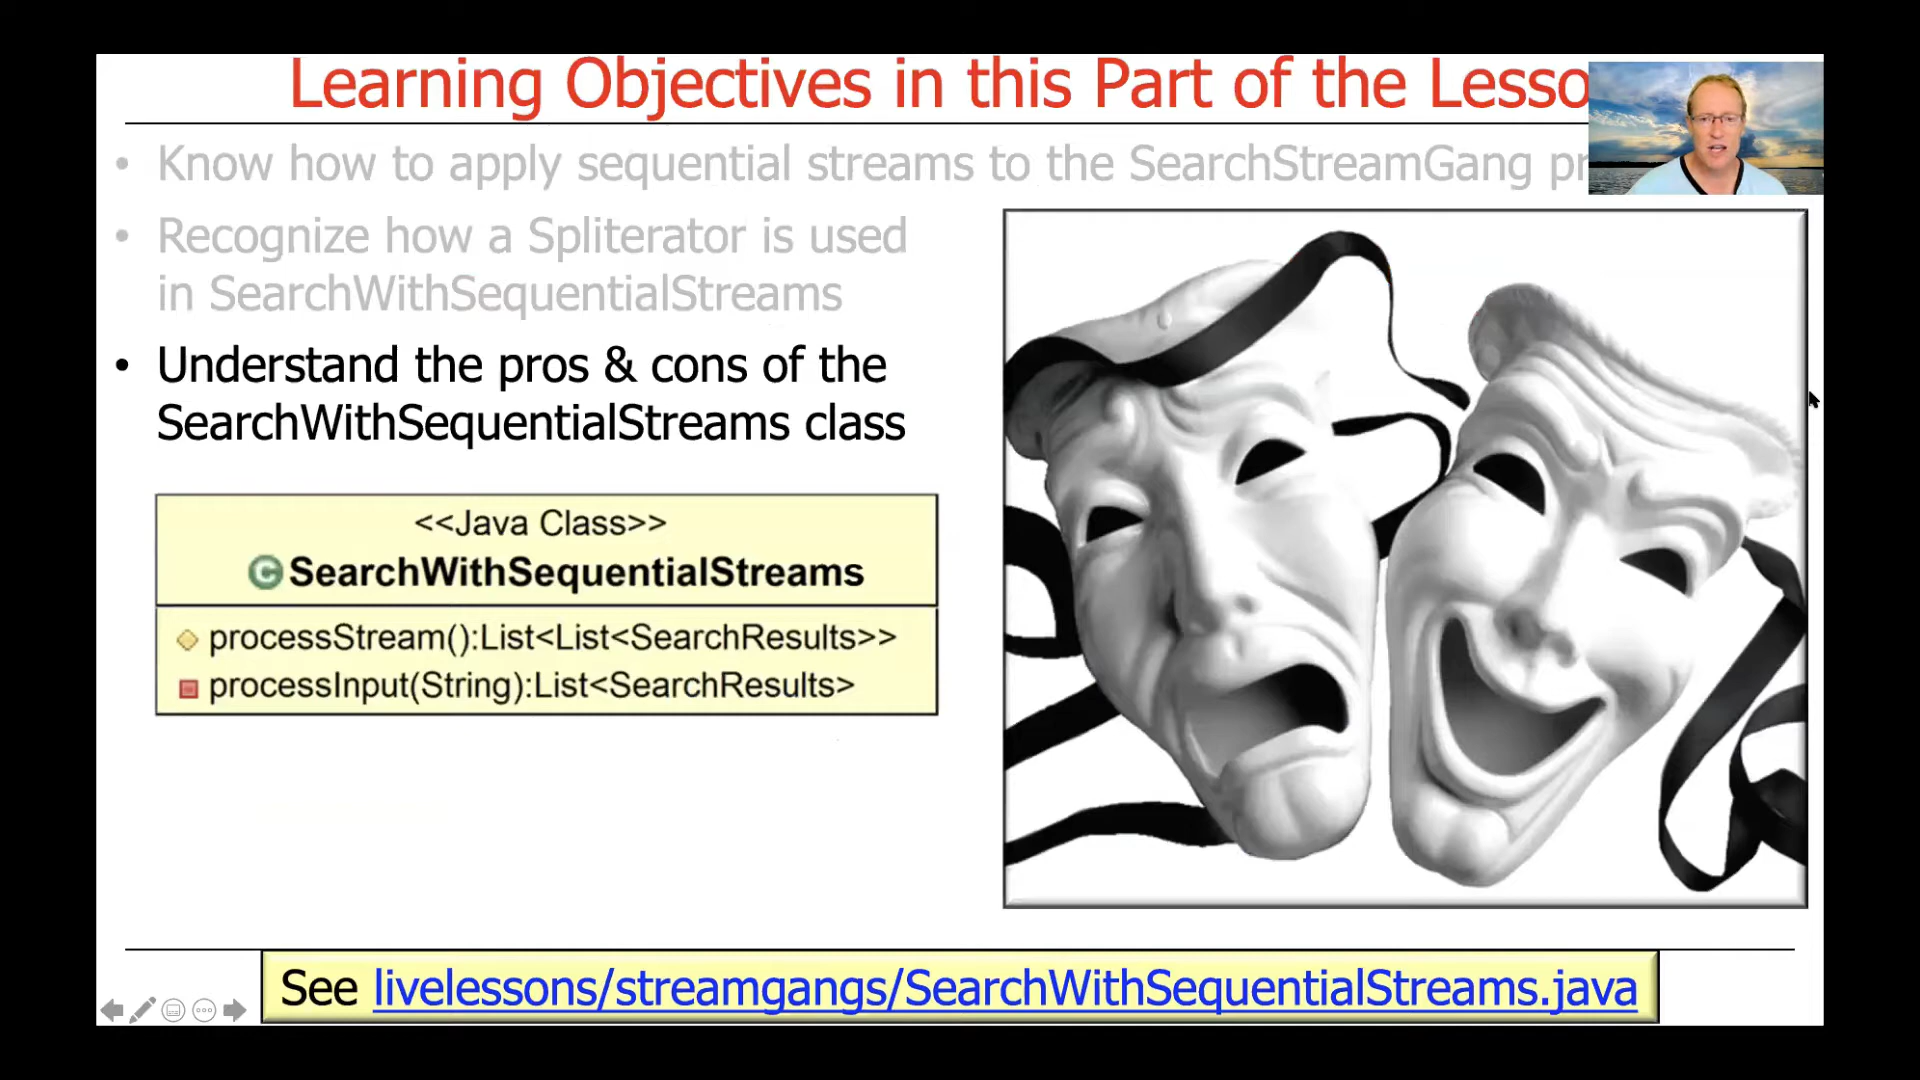 Learning Objectives in this Part of the Lesso
• Know how to apply sequential streams to the SearchStreamGang pr
• Recognize how a Spliterator is used
in SearchWithSequentialStreams
• Understand the pros & cons of the
SearchWithSequentialStreams class
<<Java Class>>
C SearchWithSequentialStreams
processStream():List<List<SearchResults>>
processInput(String):List<SearchResults>
See livelessons/streamgangs/SearchWithSequentialStreams.java